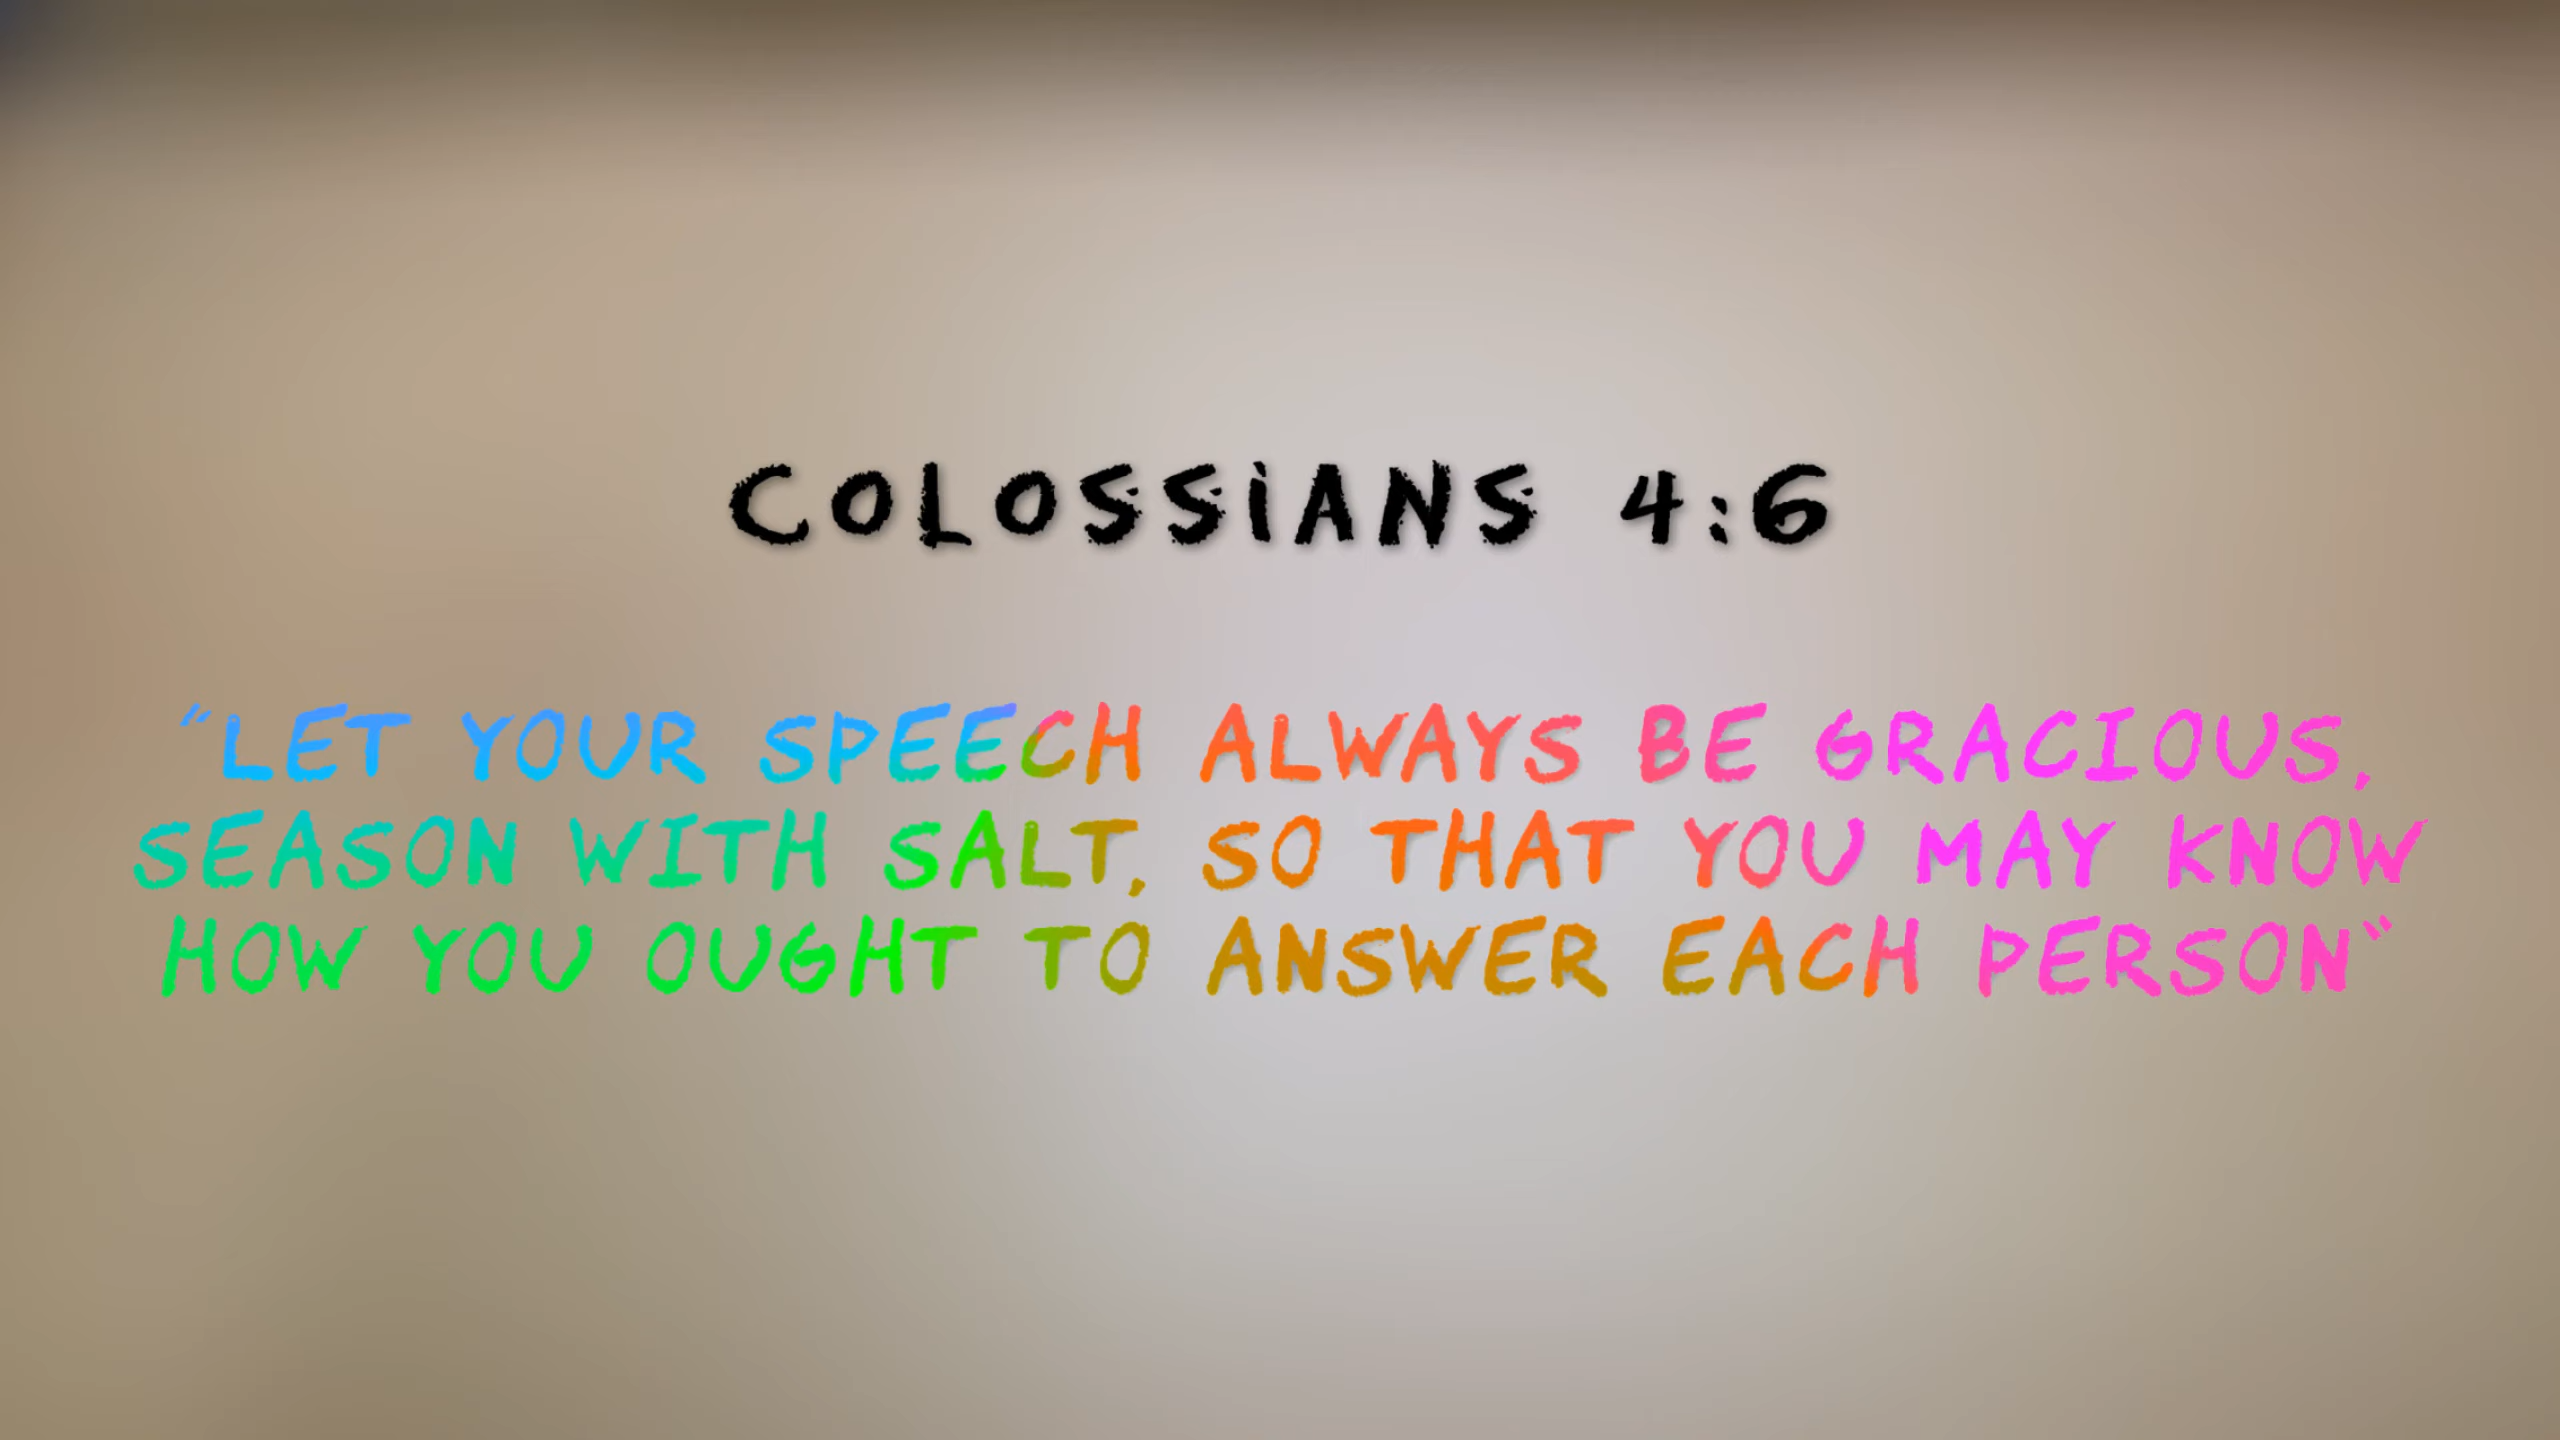 COLOSSIANS 4:6
"LET YOUR SPEECH ALWAYS BE GRACIOUS,
SEASON WITH SALT, SO THAT YOU MAY KNOW
HOW YOU OUGHT TO ANSWER EACH PERSON"